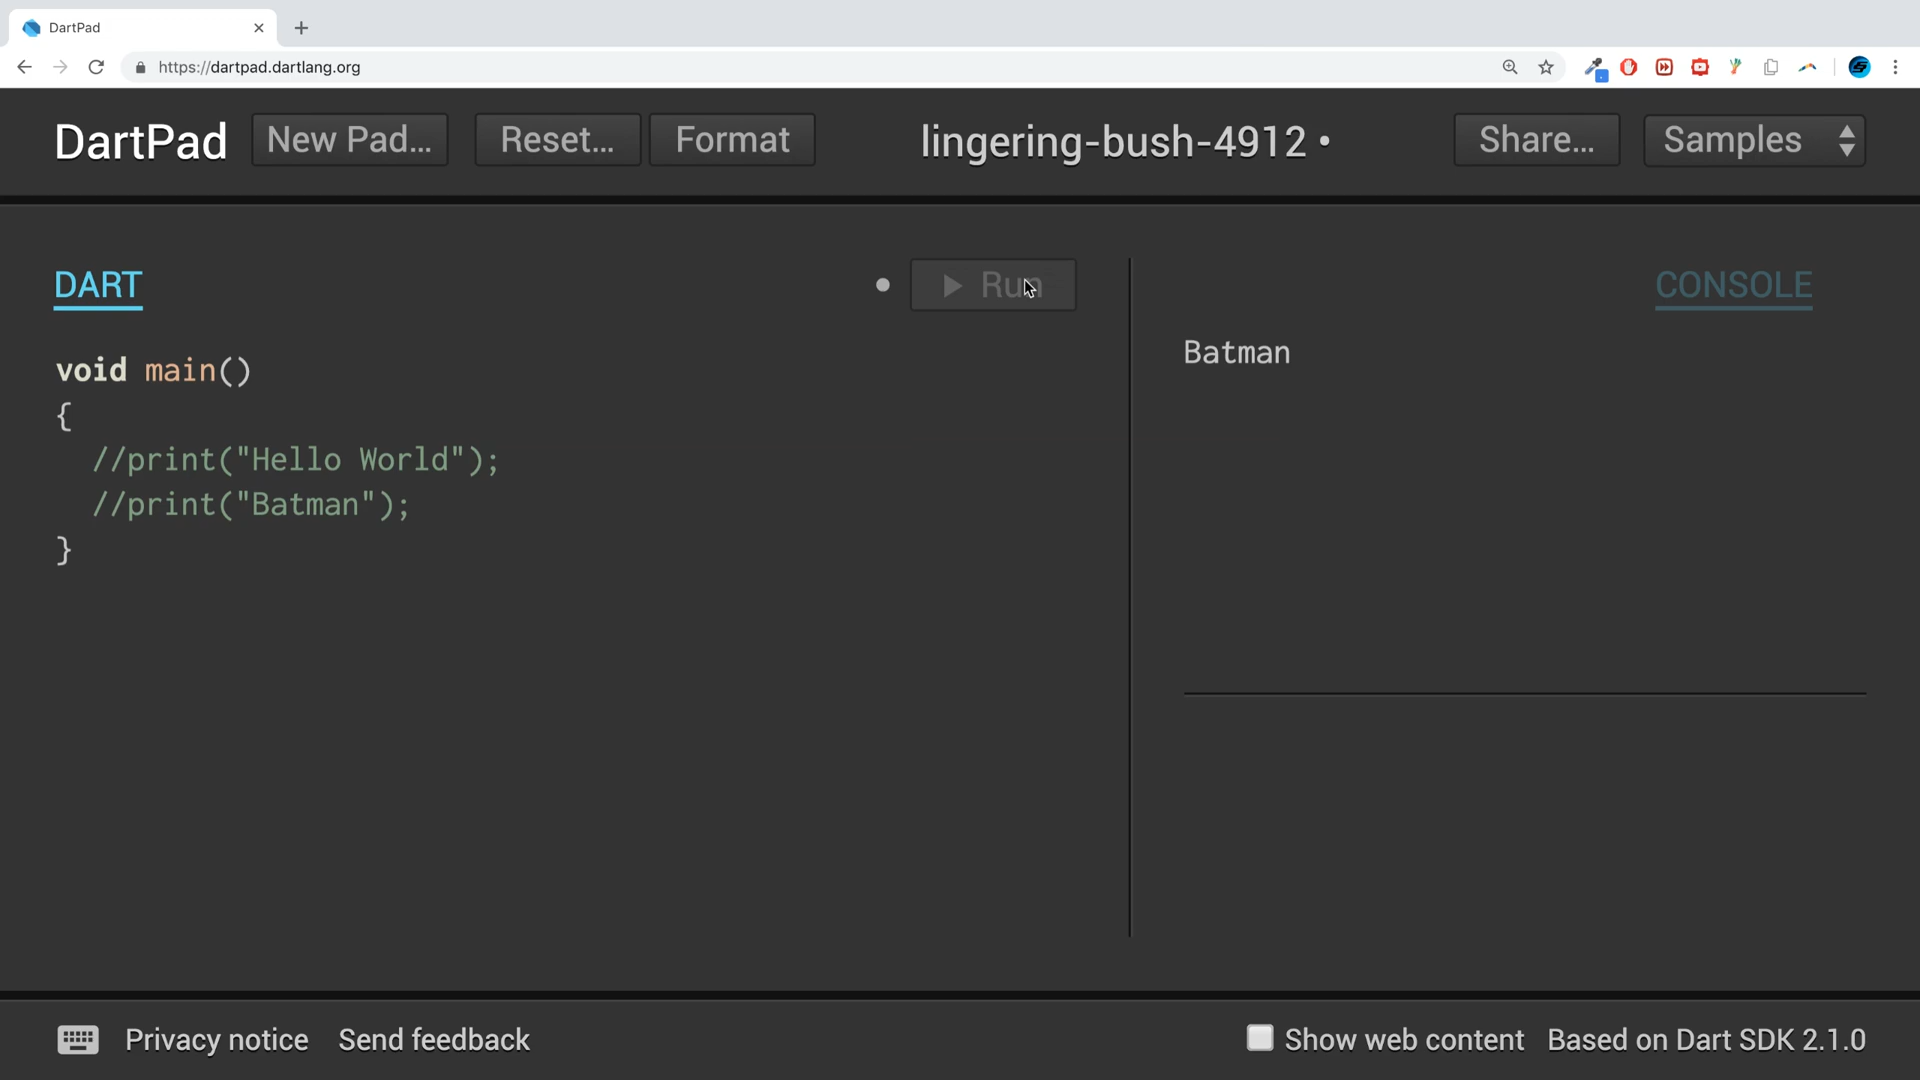 DartPad
https://dartpad.dartlang.org
DartPad
New Pad...
Reset...
Format
lingering-bush-4912 •
Share...
Samples
DART
Run
CONSOLE
void main()
{
//print("Hello World");
//print("Batman");
}
Batman
Privacy notice
Send feedback
Show web content
Based on Dart SDK 2.1.0